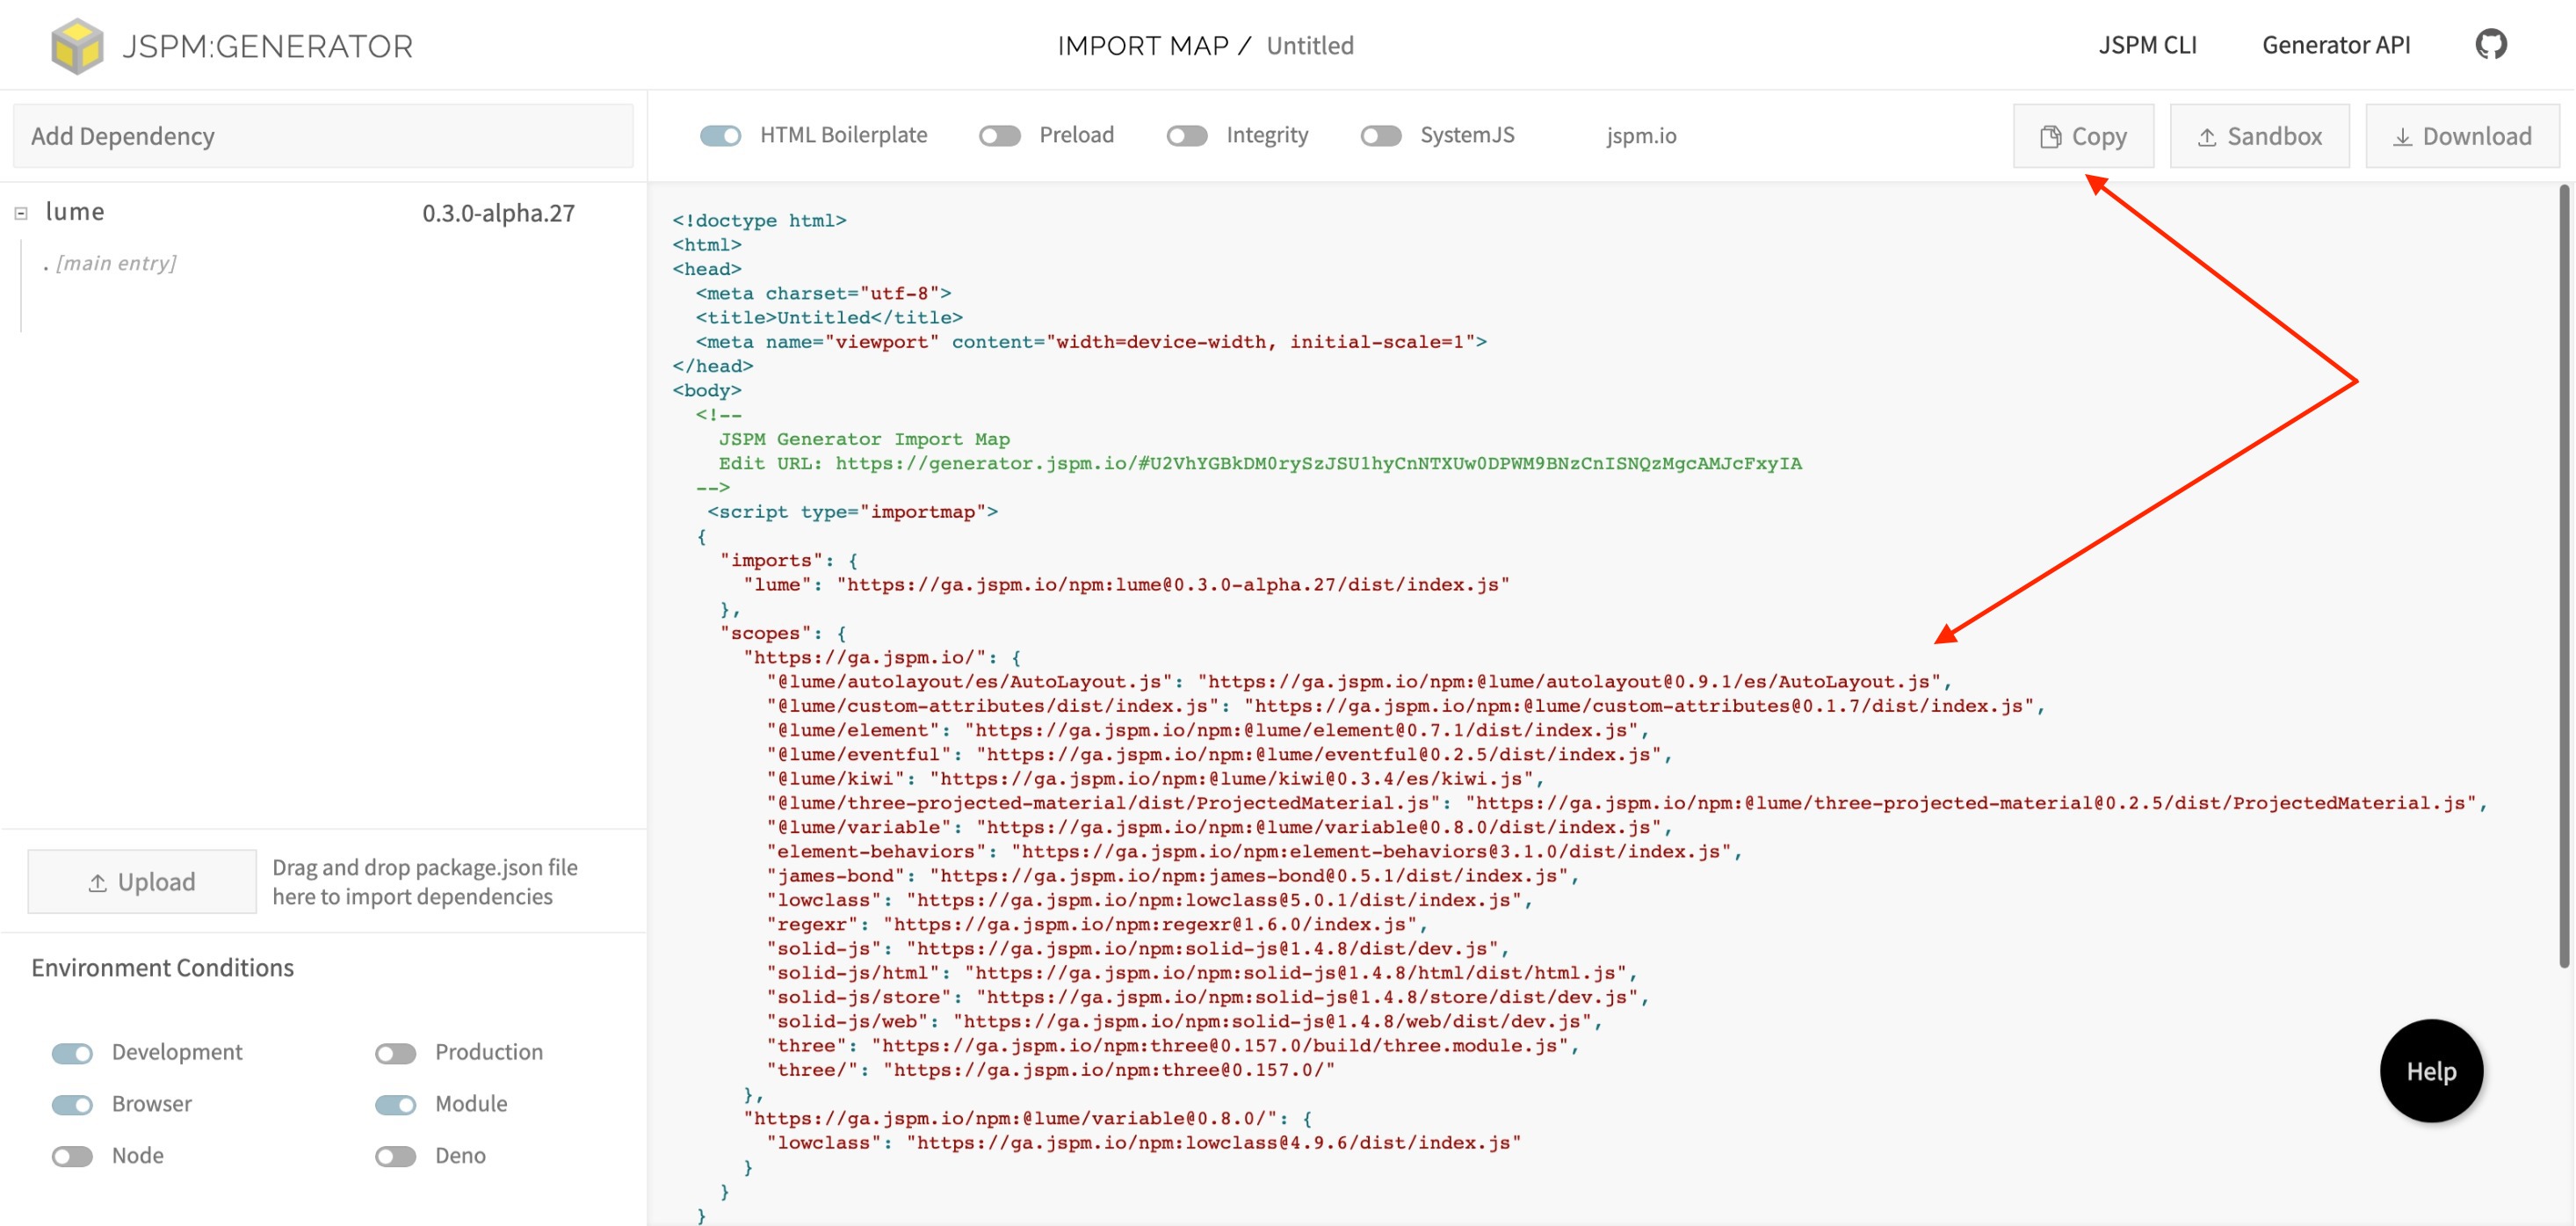 JSPM:GENERATOR
IMPORT MAP / Untitled
JSPM CLI
Generator API
Add Dependency
HTML Boilerplate
Preload
Integrity
SystemJS
jspm.io
Copy
Sandbox
Download
lume 0.3.0-alpha.27
. [main entry]
<!doctype html>
<html>
<head>
<meta charset="utf-8">
<title>Untitled</title>
<meta name="viewport" content="width=device-width, initial-scale=1">
</head>
<body>
<!--
JSPM Generator Import Map
Edit URL: https://generator.jspm.io/#U2VhYGBkDM0rySzJSU1hyCnNTXUw0DPWM9BNzCnISNQzMgcAMJcFxyIA
-->
<script type="importmap">
{
"imports": {
"lume": "https://ga.jspm.io/npm:lume@0.3.0-alpha.27/dist/index.js"
},
"scopes": {
"https://ga.jspm.io/": {
"@lume/autolayout/es/AutoLayout.js": "https://ga.jspm.io/npm:@lume/autolayout@0.9.1/es/AutoLayout.js",
"@lume/custom-attributes/dist/index.js": "https://ga.jspm.io/npm:@lume/custom-attributes@0.1.7/dist/index.js",
"@lume/element": "https://ga.jspm.io/npm:@lume/element@0.7.1/dist/index.js",
"@lume/eventful": "https://ga.jspm.io/npm:@lume/eventful@0.2.5/dist/index.js",
"@lume/kiwi": "https://ga.jspm.io/npm:@lume/kiwi@0.3.4/es/kiwi.js",
"@lume/three-projected-material/dist/ProjectedMaterial.js": "https://ga.jspm.io/npm:@lume/three-projected-material@0.2.5/dist/ProjectedMaterial.js",
"@lume/variable": "https://ga.jspm.io/npm:@lume/variable@0.8.0/dist/index.js",
"element-behaviors": "https://ga.jspm.io/npm:element-behaviors@3.1.0/dist/index.js",
"james-bond": "https://ga.jspm.io/npm:james-bond@0.5.1/dist/index.js",
"lowclass": "https://ga.jspm.io/npm:lowclass@5.0.1/dist/index.js",
"regexr": "https://ga.jspm.io/npm:regexr@1.6.0/index.js",
"solid-js": "https://ga.jspm.io/npm:solid-js@1.4.8/dist/dev.js",
"solid-js/html": "https://ga.jspm.io/npm:solid-js@1.4.8/html/dist/html.js",
"solid-js/store": "https://ga.jspm.io/npm:solid-js@1.4.8/store/dist/dev.js",
"solid-js/web": "https://ga.jspm.io/npm:solid-js@1.4.8/web/dist/dev.js",
"three": "https://ga.jspm.io/npm:three@0.157.0/build/three.module.js",
"three/": "https://ga.jspm.io/npm:three@0.157.0/"
},
"https://ga.jspm.io/npm:@lume/variable@0.8.0/": {
"lowclass": "https://ga.jspm.io/npm:lowclass@4.9.6/dist/index.js"
}
}
}
Upload
Drag and drop package.json file
here to import dependencies
Environment Conditions
Development
Production
Browser
Module
Node
Deno
Help